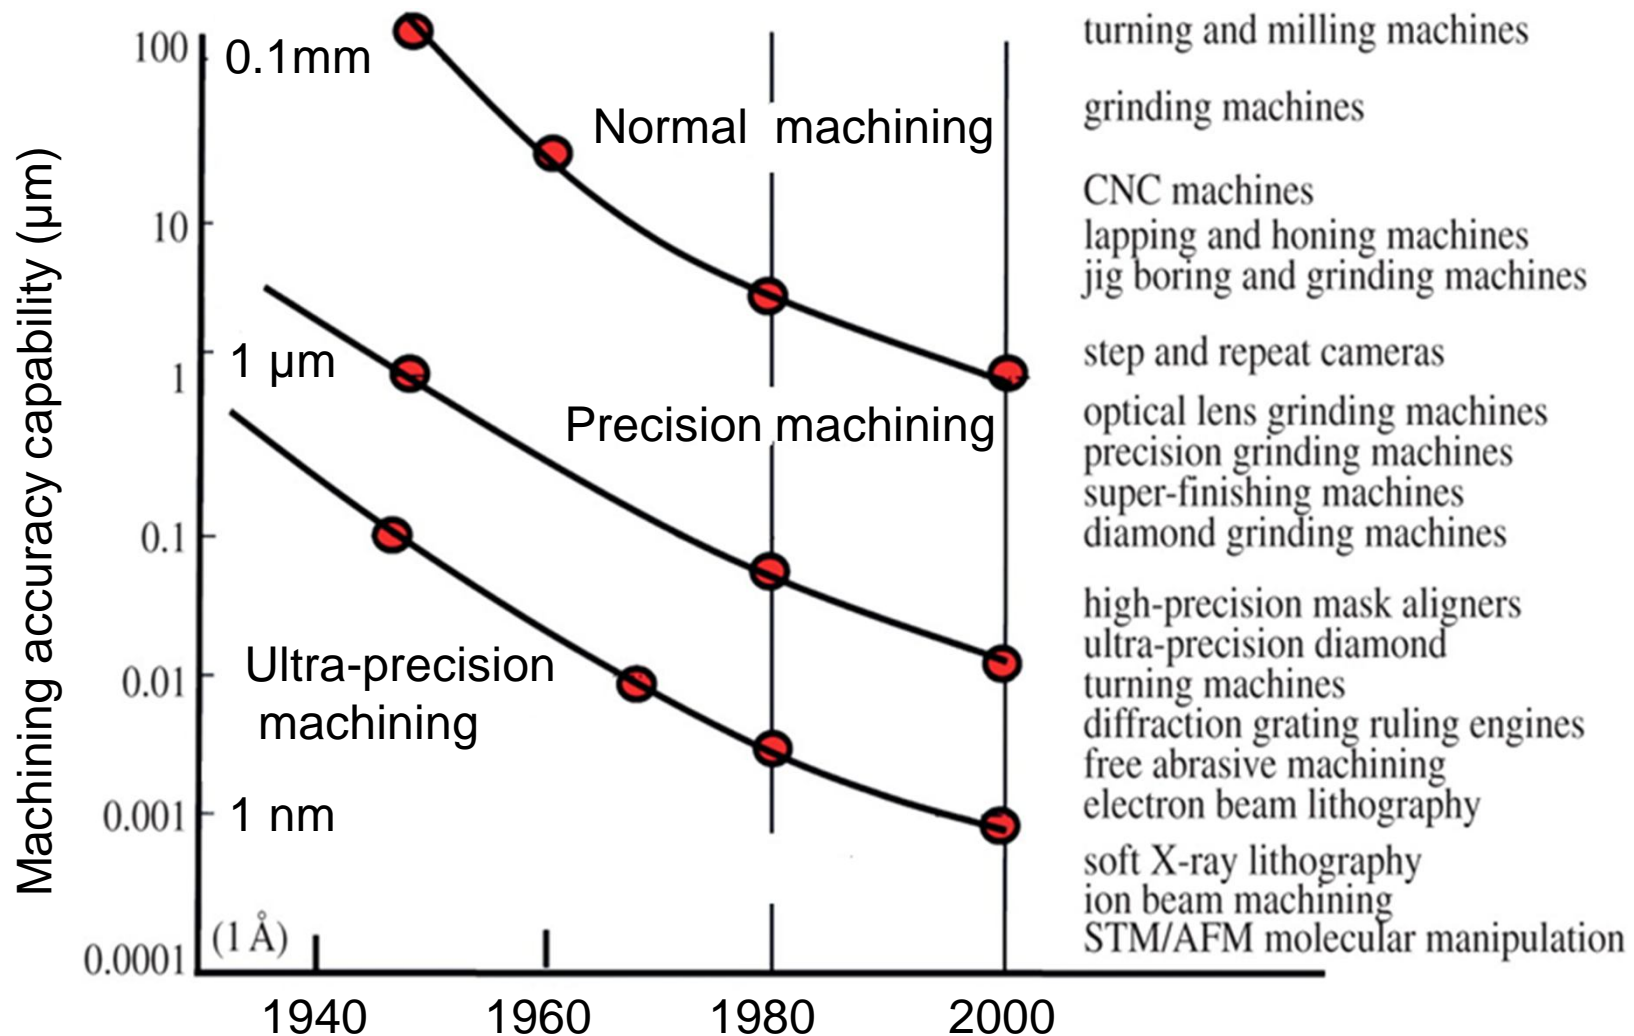 Machining accuracy capability (μm)
100
10
1
0.1
0.01
0.001
0.0001
0.1mm
1 μm
1 nm
(1 Å)
Normal machining
Precision machining
Ultra-precision
machining
1940
1960
1980
2000
turning and milling machines
grinding machines
CNC machines
lapping and honing machines
jig boring and grinding machines
step and repeat cameras
optical lens grinding machines
precision grinding machines
super-finishing machines
diamond grinding machines
high-precision mask aligners
ultra-precision diamond
turning machines
diffraction grating ruling engines
free abrasive machining
electron beam lithography
soft X-ray lithography
ion beam machining
STM/AFM molecular manipulation